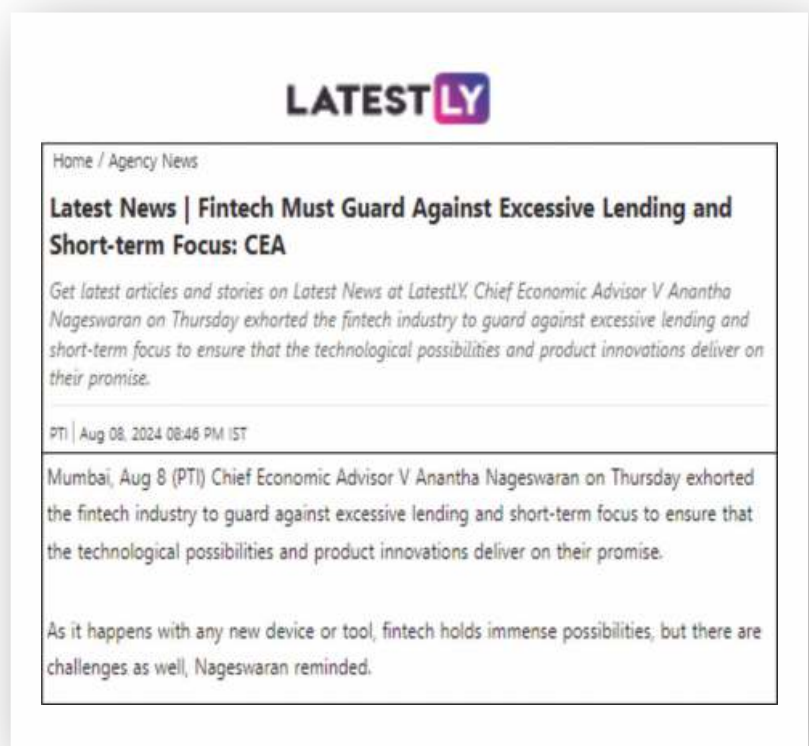 LATESTLY
Home / Agency News
Latest News | Fintech Must Guard Against Excessive Lending and
Short-term Focus: CEA
Get latest articles and stories on Latest News at LatestLY. Chief Economic Advisor V Anantha
Nageswaran on Thursday exhorted the fintech industry to guard against excessive lending and
short-term focus to ensure that the technological possibilities and product innovations deliver on
their promise.
PTI | Aug 08, 2024 08:46 PM IST
Mumbai, Aug 8 (PTI) Chief Economic Advisor V Anantha Nageswaran on Thursday exhorted
the fintech industry to guard against excessive lending and short-term focus to ensure that
the technological possibilities and product innovations deliver on their promise.
As it happens with any new device or tool, fintech holds immense possibilities, but there are
challenges as well, Nageswaran reminded.